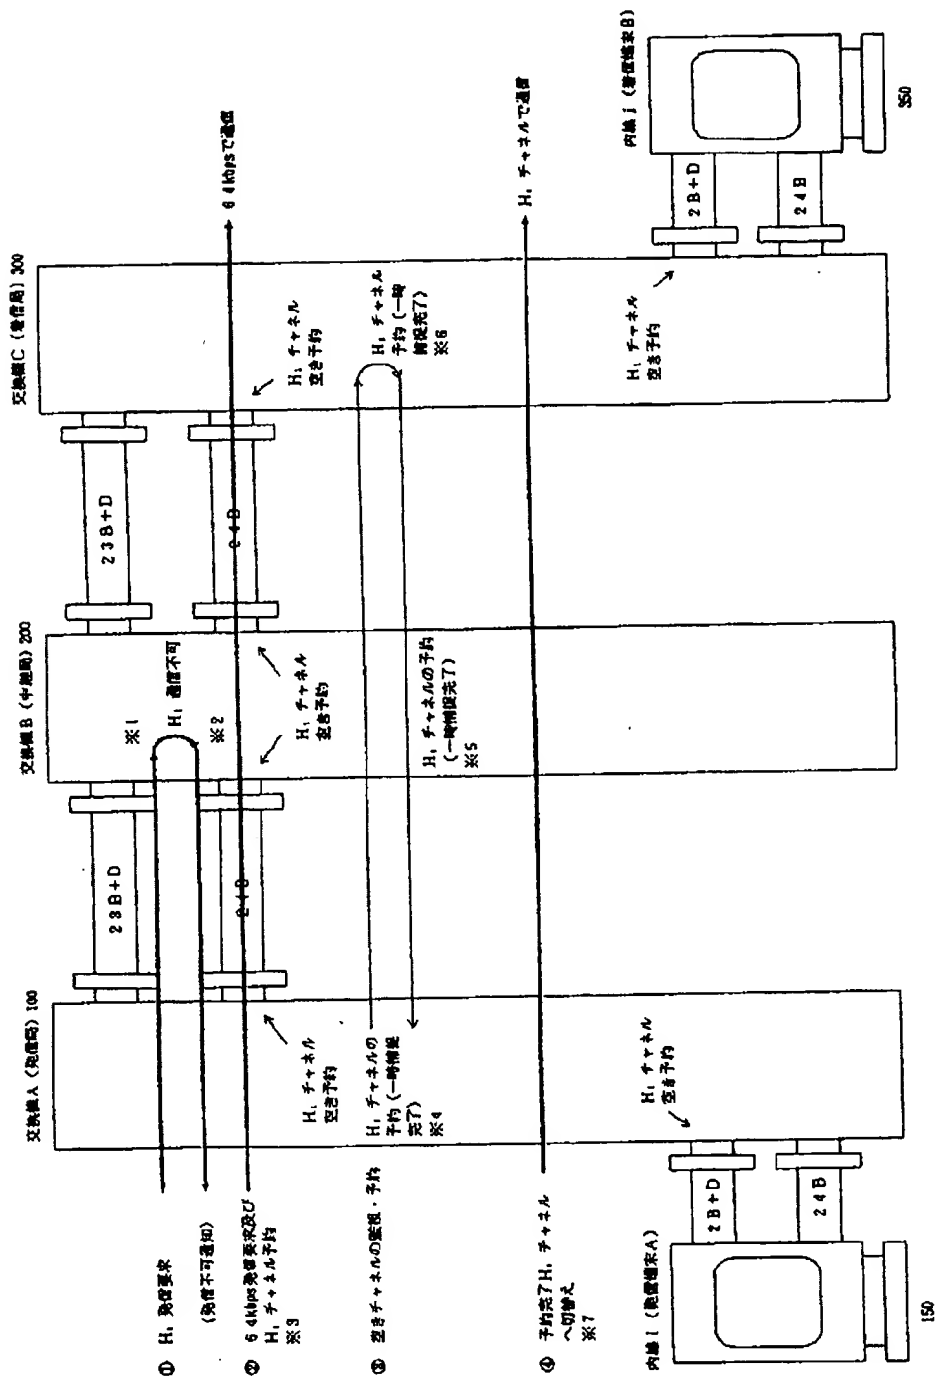 交換機A（発信局）100
交換機B（中継局）200
交換機C（着信局）300
23B+D
23B+D
24B
24B
① H₁ 発信要求
（発信不可通知）
※1
H₁ 通信不可
※2
② 64kbps発信要求及び
H₁ チャネル予約
※3
64kbpsで通信
H₁ チャネル
空き予約
H₁ チャネル
空き予約
H₁ チャネル
空き予約
③ 空きチャネルの監視・予約
H₁ チャネルの
予約（一時捕捉
完了）
※4
H₁ チャネルの予約
（一時捕捉完了）
※5
H₁ チャネル
予約（一時
捕捉完了）
※6
④ 予約完了H₁ チャネル
へ切替え
※7
H₁ チャネルで通信
内線i（発信端末A）
2B+D
24B
150
H₁ チャネル
空き予約
H₁ チャネル
空き予約
内線j（着信端末B）
2B+D
24B
350